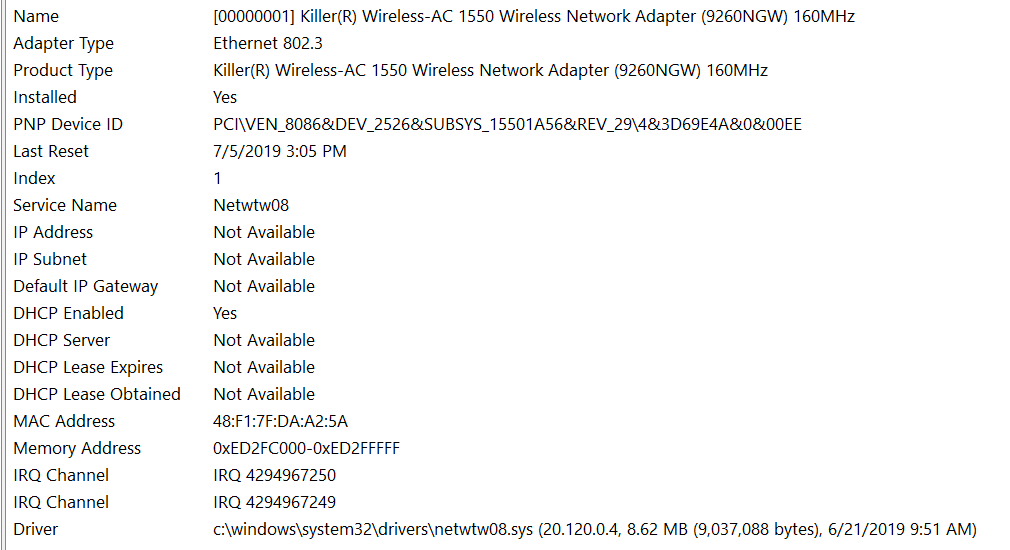 Name [00000001] Killer(R) Wireless-AC 1550 Wireless Network Adapter (9260NGW) 160MHz
Adapter Type Ethernet 802.3
Product Type Killer(R) Wireless-AC 1550 Wireless Network Adapter (9260NGW) 160MHz
Installed Yes
PNP Device ID PCI\VEN_8086&DEV_2526&SUBSYS_15501A56&REV_29\4&3D69E4A&0&00EE
Last Reset 7/5/2019 3:05 PM
Index 1
Service Name Netwtw08
IP Address Not Available
IP Subnet Not Available
Default IP Gateway Not Available
DHCP Enabled Yes
DHCP Server Not Available
DHCP Lease Expires Not Available
DHCP Lease Obtained Not Available
MAC Address 48:F1:7F:DA:A2:5A
Memory Address 0xED2FC000-0xED2FFFFF
IRQ Channel IRQ 4294967250
IRQ Channel IRQ 4294967249
Driver c:\windows\system32\drivers\netwtw08.sys (20.120.0.4, 8.62 MB (9,037,088 bytes), 6/21/2019 9:51 AM)